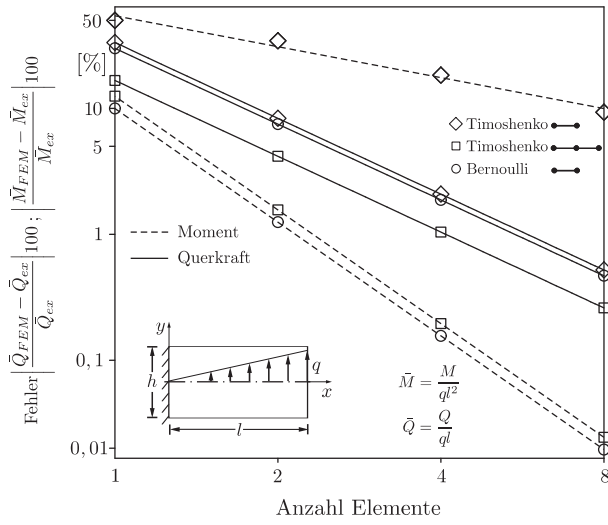 50
[%]
10
5
1
0,1
0,01
Fehler | (Q̄_FEM − Q̄_ex) / Q̄_ex | 100 ; | (M̄_FEM − M̄_ex) / M̄_ex | 100
Timoshenko
Timoshenko
Bernoulli
Moment
Querkraft
y
h
q
x
l
M̄ = M / ql²
Q̄ = Q / ql
1 2 4 8
Anzahl Elemente